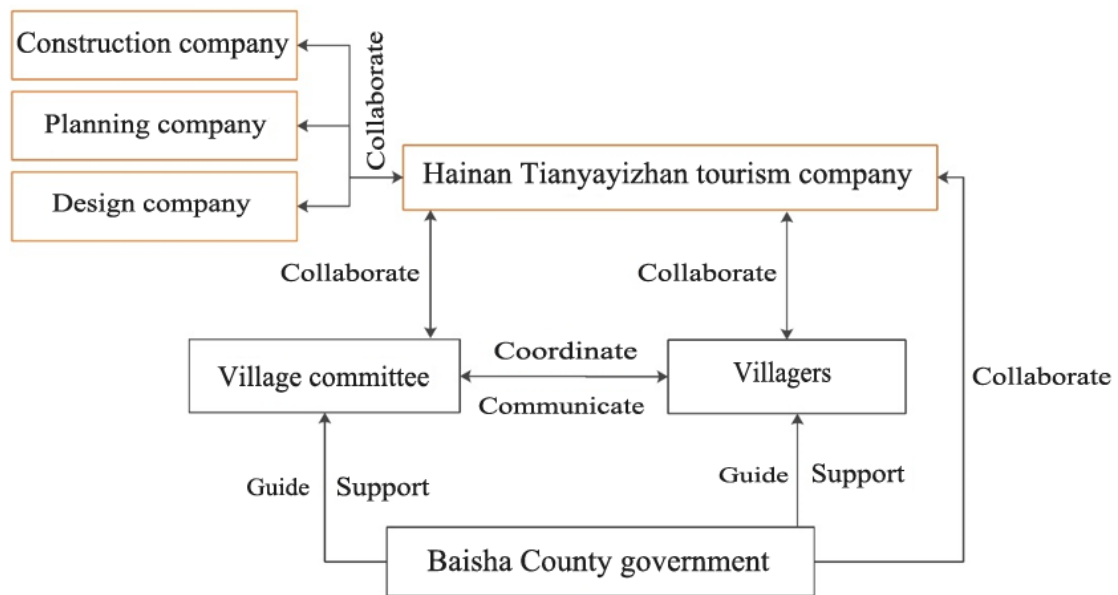 Construction company
Planning company
Design company
Collaborate
Hainan Tianyayizhan tourism company
Collaborate
Collaborate
Village committee
Coordinate
Communicate
Villagers
Collaborate
Guide
Support
Guide
Support
Baisha County government